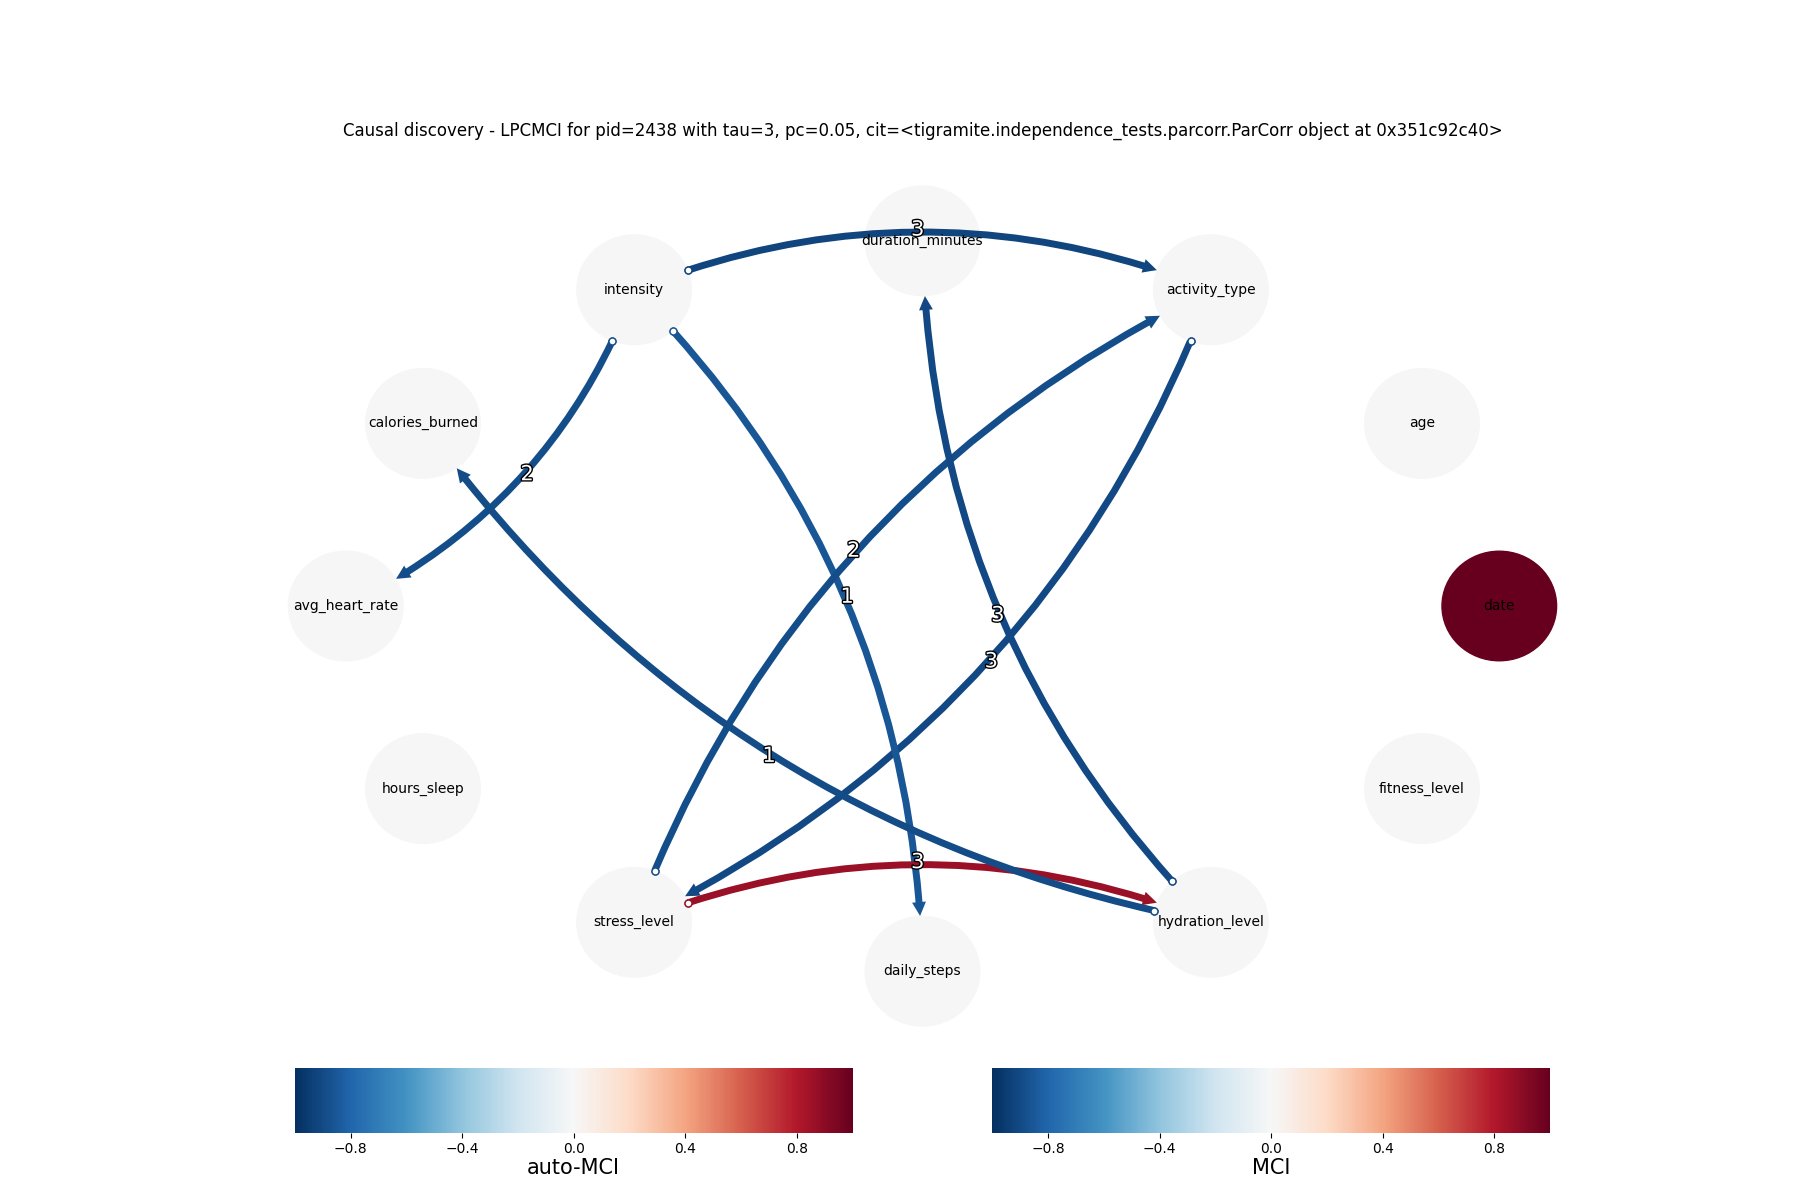 Causal discovery - LPCMCI for pid=2438 with tau=3, pc=0.05, cit=<tigramite.independence_tests.parcorr.ParCorr object at 0x351c92c40>
3
duration_minutes
intensity
activity_type
calories_burned
age
2
2
1
avg_heart_rate
date
3
3
1
hours_sleep
fitness_level
3
stress_level
hydration_level
daily_steps
−0.8
−0.4
0.0
0.4
0.8
auto-MCI
−0.8
−0.4
0.0
0.4
0.8
MCI